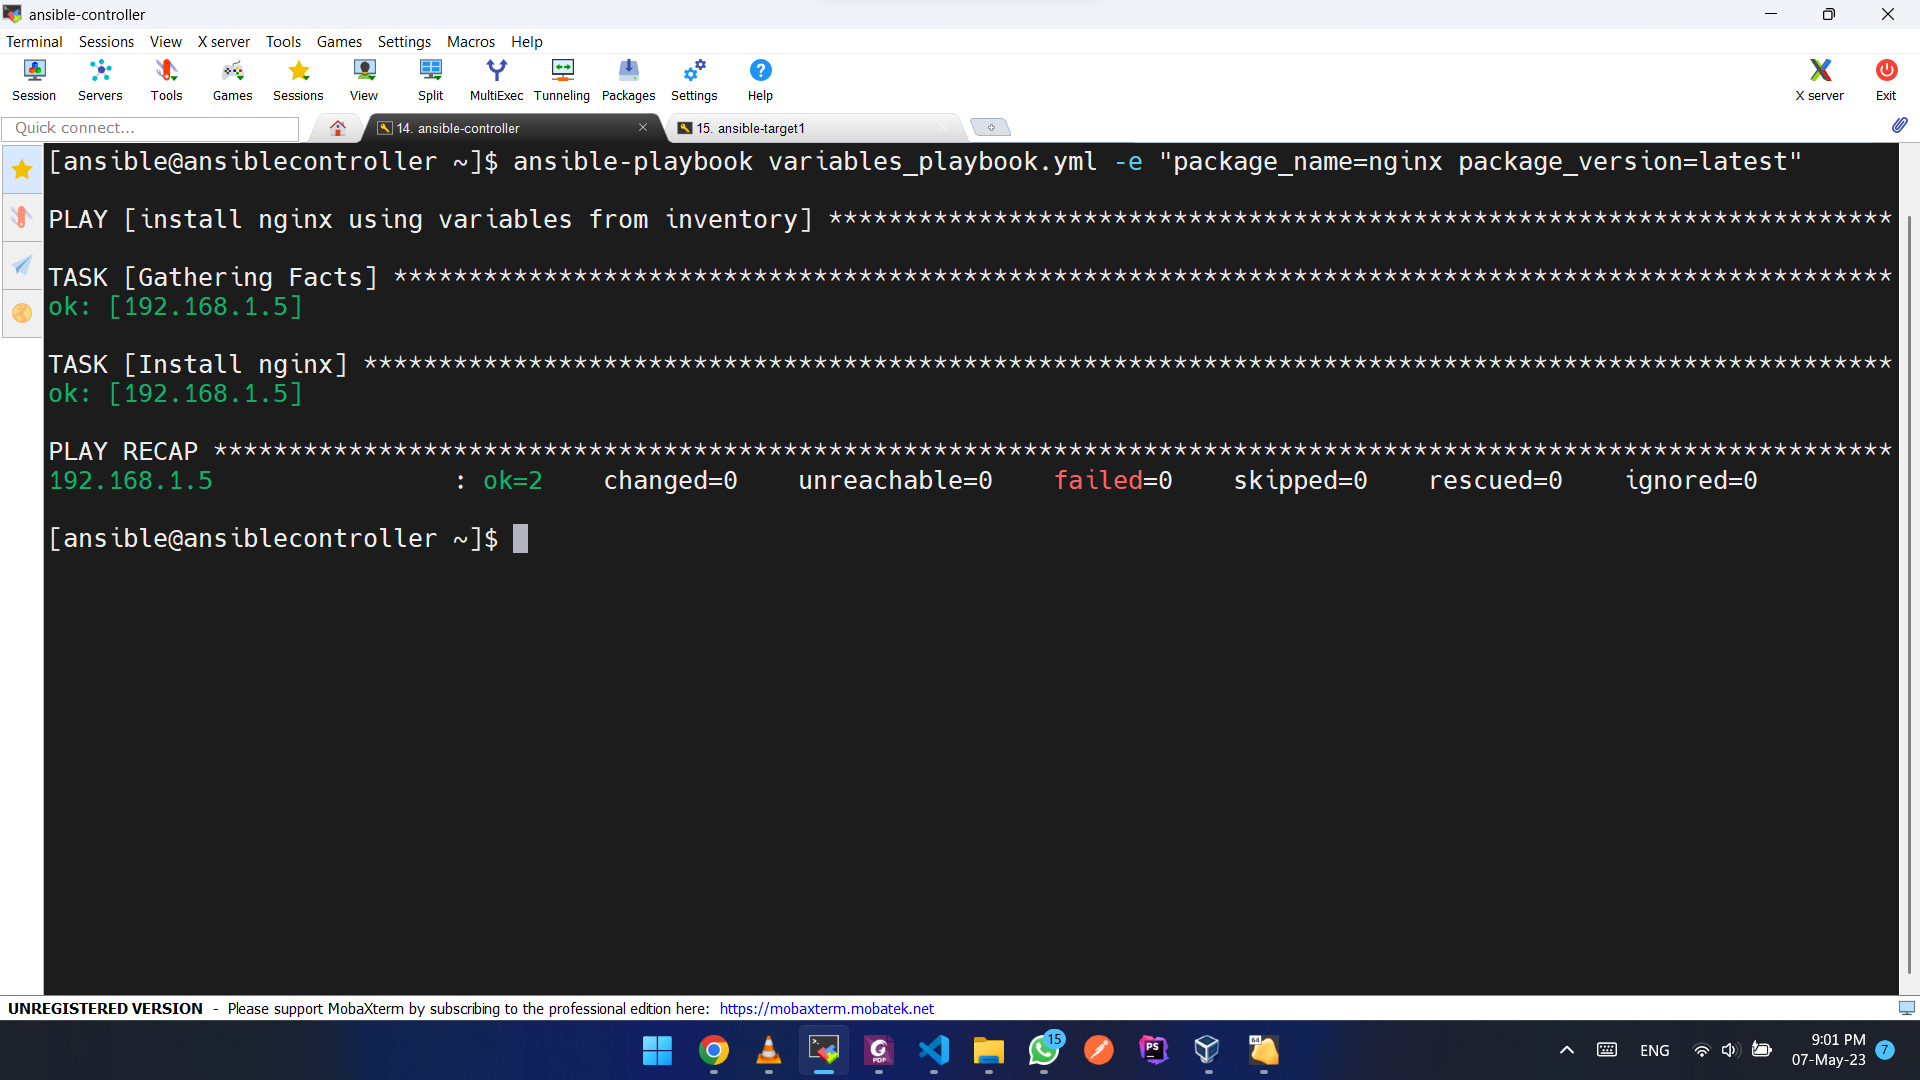 ansible-controller
Terminal Sessions View X server Tools Games Settings Macros Help
Session Servers Tools Games Sessions View Split MultiExec Tunneling Packages Settings Help X server Exit
Quick connect... 14. ansible-controller 15. ansible-target1
[ansible@ansiblecontroller ~]$ ansible-playbook variables_playbook.yml -e "package_name=nginx package_version=latest"
PLAY [install nginx using variables from inventory] ***********************************************************************
TASK [Gathering Facts] ****************************************************************************************************
ok: [192.168.1.5]
TASK [Install nginx] ******************************************************************************************************
ok: [192.168.1.5]
PLAY RECAP ****************************************************************************************************************
192.168.1.5 : ok=2 changed=0 unreachable=0 failed=0 skipped=0 rescued=0 ignored=0
[ansible@ansiblecontroller ~]$
UNREGISTERED VERSION - Please support MobaXterm by subscribing to the professional edition here: https://mobaxterm.mobatek.net
PDF 15 PS 64 ENG 9:01 PM 7
07-May-23